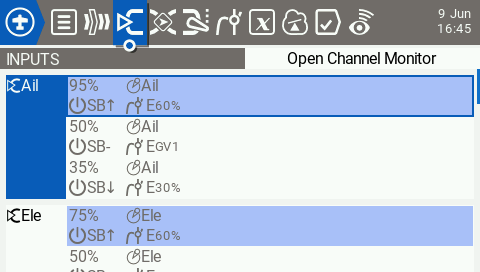 9 Jun
16:45
INPUTS Open Channel Monitor
Ail 95% Ail
SB↑ E60%
50% Ail
SB- EGV1
35% Ail
SB↓ E30%
Ele 75% Ele
SB↑ E60%
50% Ele